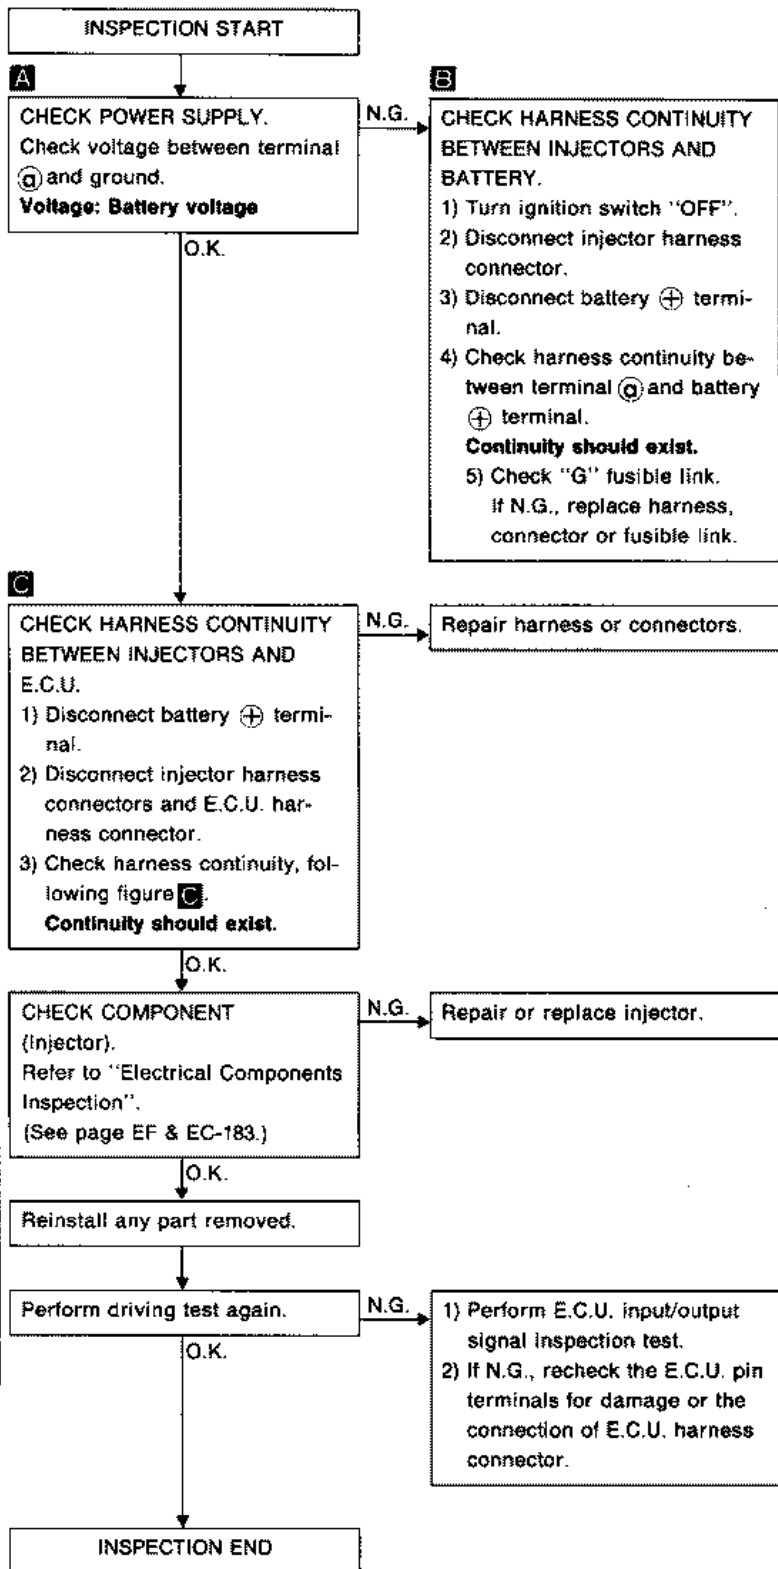 INSPECTION START
A
CHECK POWER SUPPLY.
Check voltage between terminal
ⓐ and ground.
Voltage: Battery voltage
N.G.
O.K.
B
CHECK HARNESS CONTINUITY
BETWEEN INJECTORS AND
BATTERY.
1) Turn ignition switch "OFF".
2) Disconnect injector harness
connector.
3) Disconnect battery ⊕ termi-
nal.
4) Check harness continuity be-
tween terminal ⓐ and battery
⊕ terminal.
Continuity should exist.
5) Check "G" fusible link.
If N.G., replace harness,
connector or fusible link.
C
CHECK HARNESS CONTINUITY
BETWEEN INJECTORS AND
E.C.U.
1) Disconnect battery ⊕ termi-
nal.
2) Disconnect injector harness
connectors and E.C.U. har-
ness connector.
3) Check harness continuity, fol-
lowing figure C.
Continuity should exist.
N.G.
Repair harness or connectors.
O.K.
CHECK COMPONENT
(Injector).
Refer to "Electrical Components
Inspection".
(See page EF & EC-183.)
N.G.
Repair or replace injector.
O.K.
Reinstall any part removed.
Perform driving test again.
N.G.
O.K.
1) Perform E.C.U. input/output
signal inspection test.
2) If N.G., recheck the E.C.U. pin
terminals for damage or the
connection of E.C.U. harness
connector.
INSPECTION END